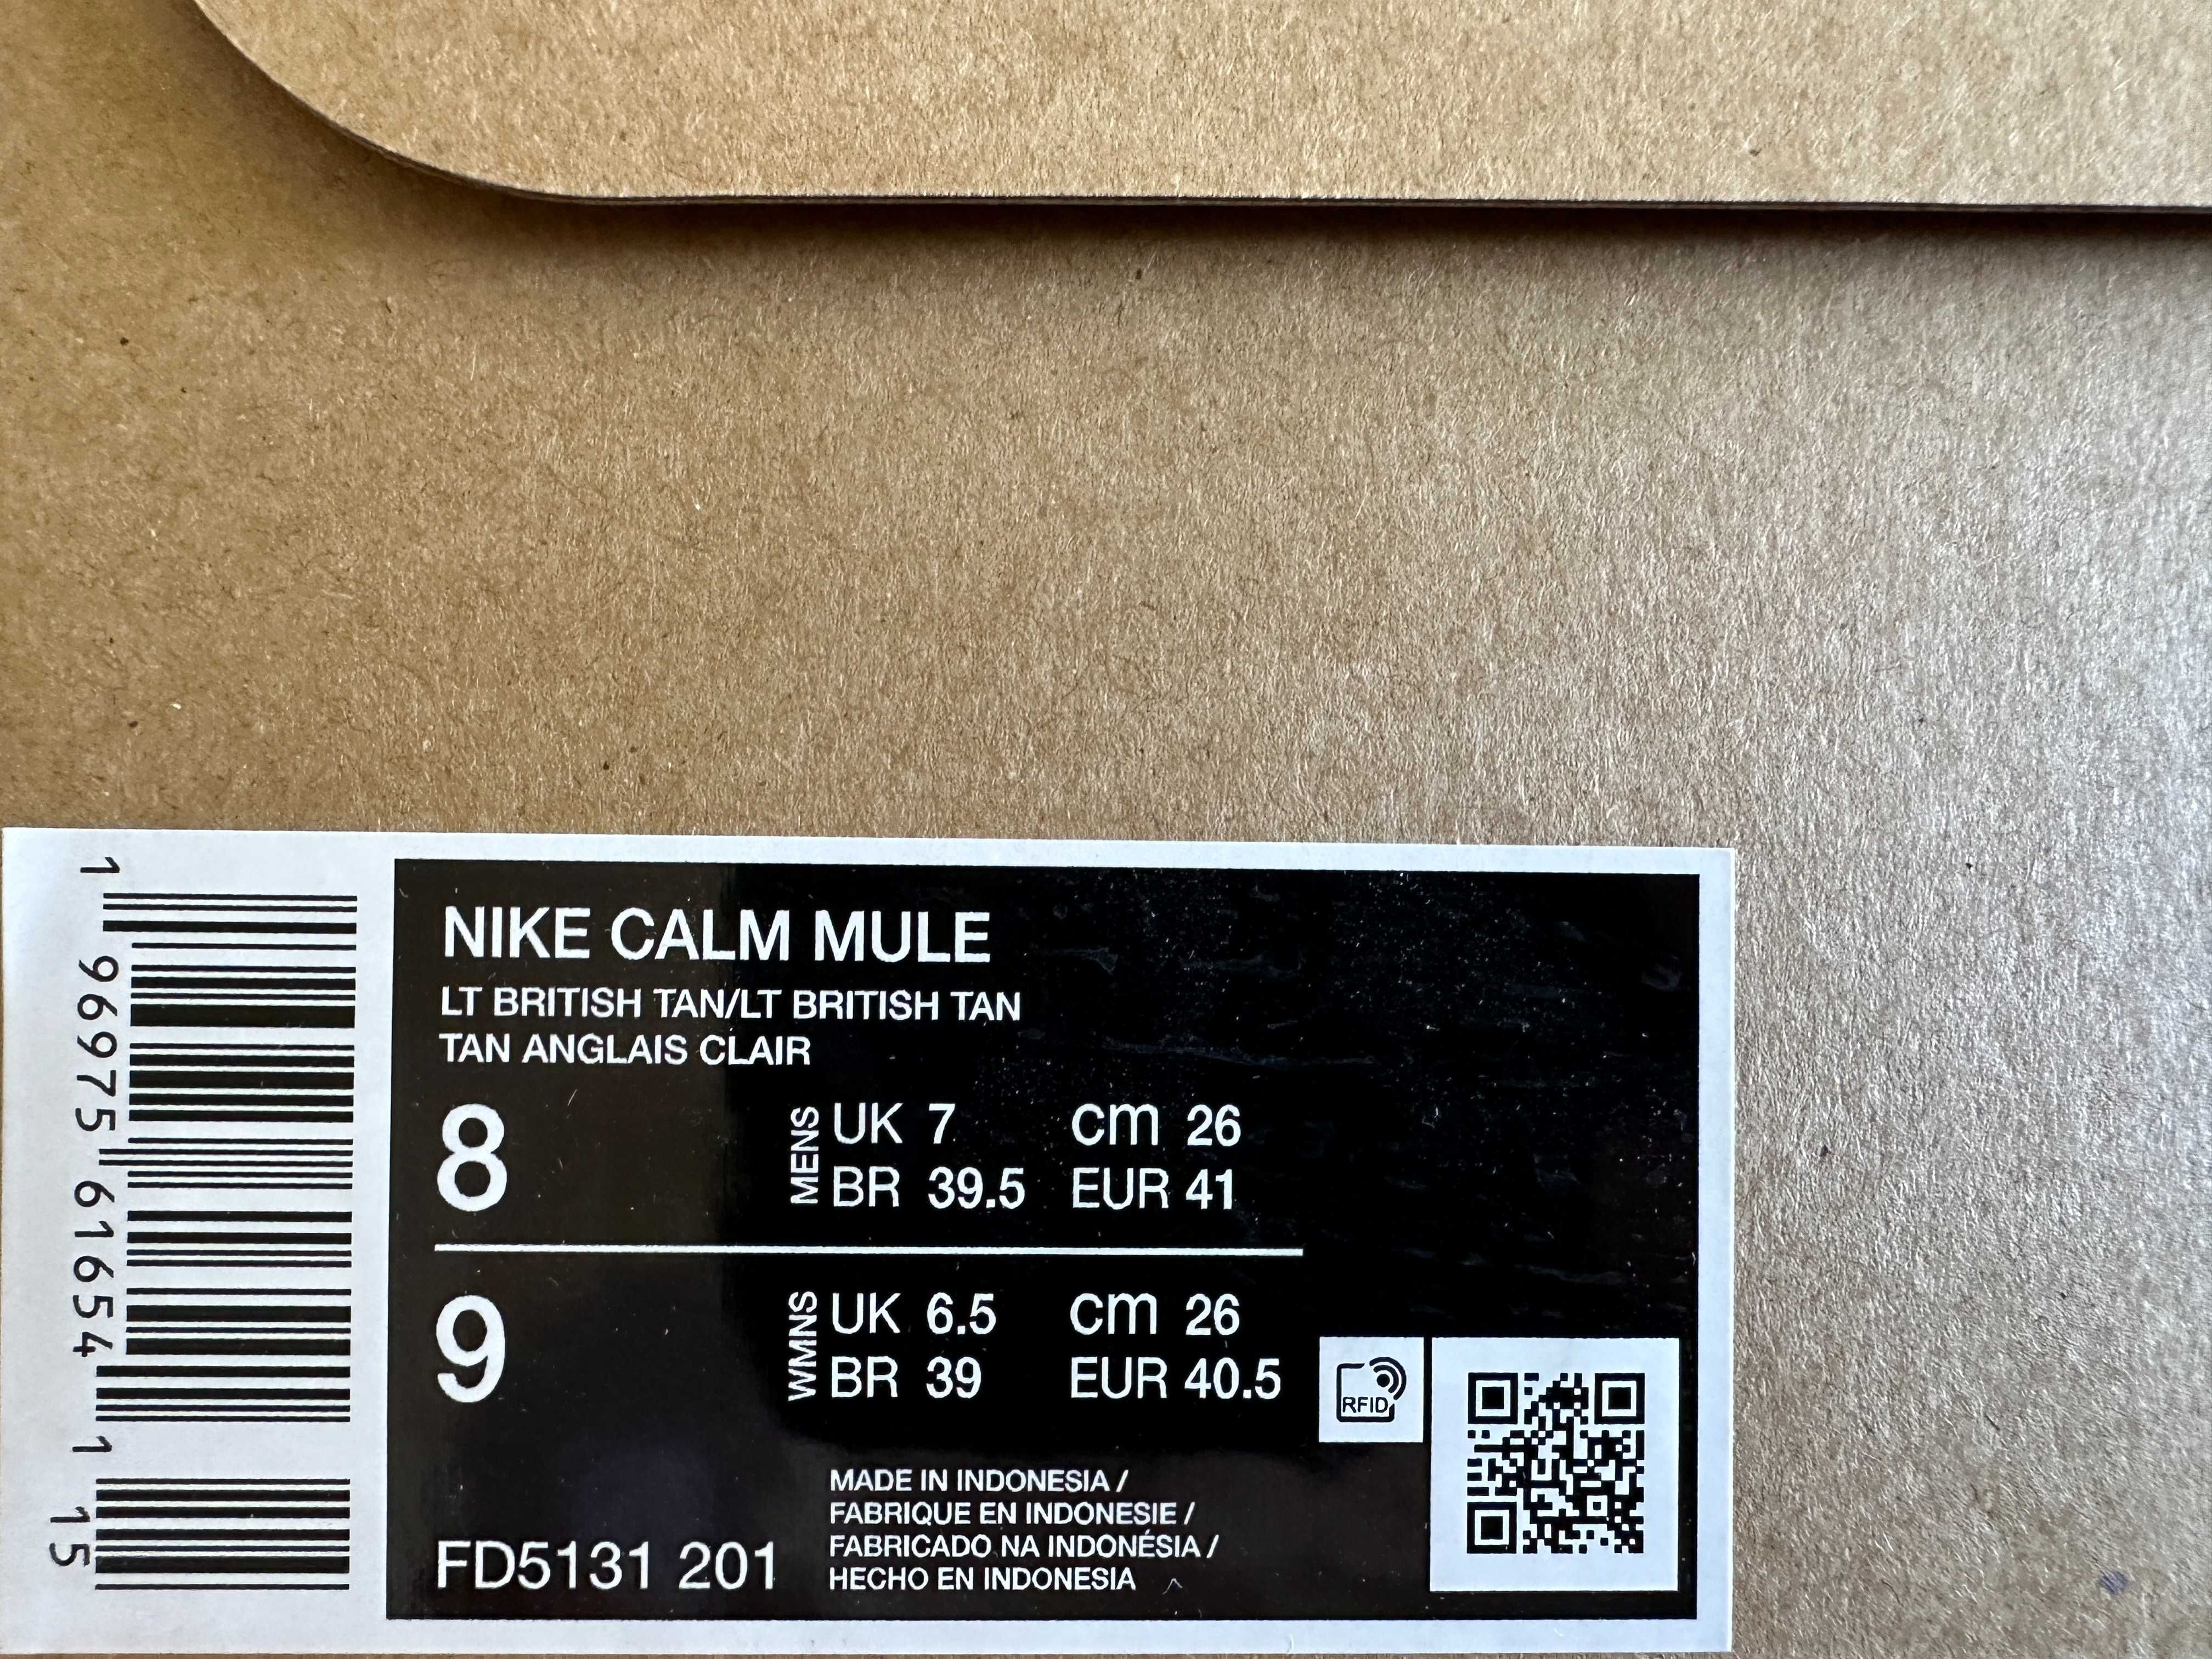 NIKE CALM MULE
LT BRITISH TAN/LT BRITISH TAN
TAN ANGLAIS CLAIR
8 MENS UK 7 cm 26
BR 39.5 EUR 41
9 WMNS UK 6.5 cm 26
BR 39 EUR 40.5
RFID
MADE IN INDONESIA /
FABRIQUE EN INDONESIE /
FABRICADO NA INDONÉSIA /
HECHO EN INDONESIA
FD5131 201
1 96975 61654 1 15